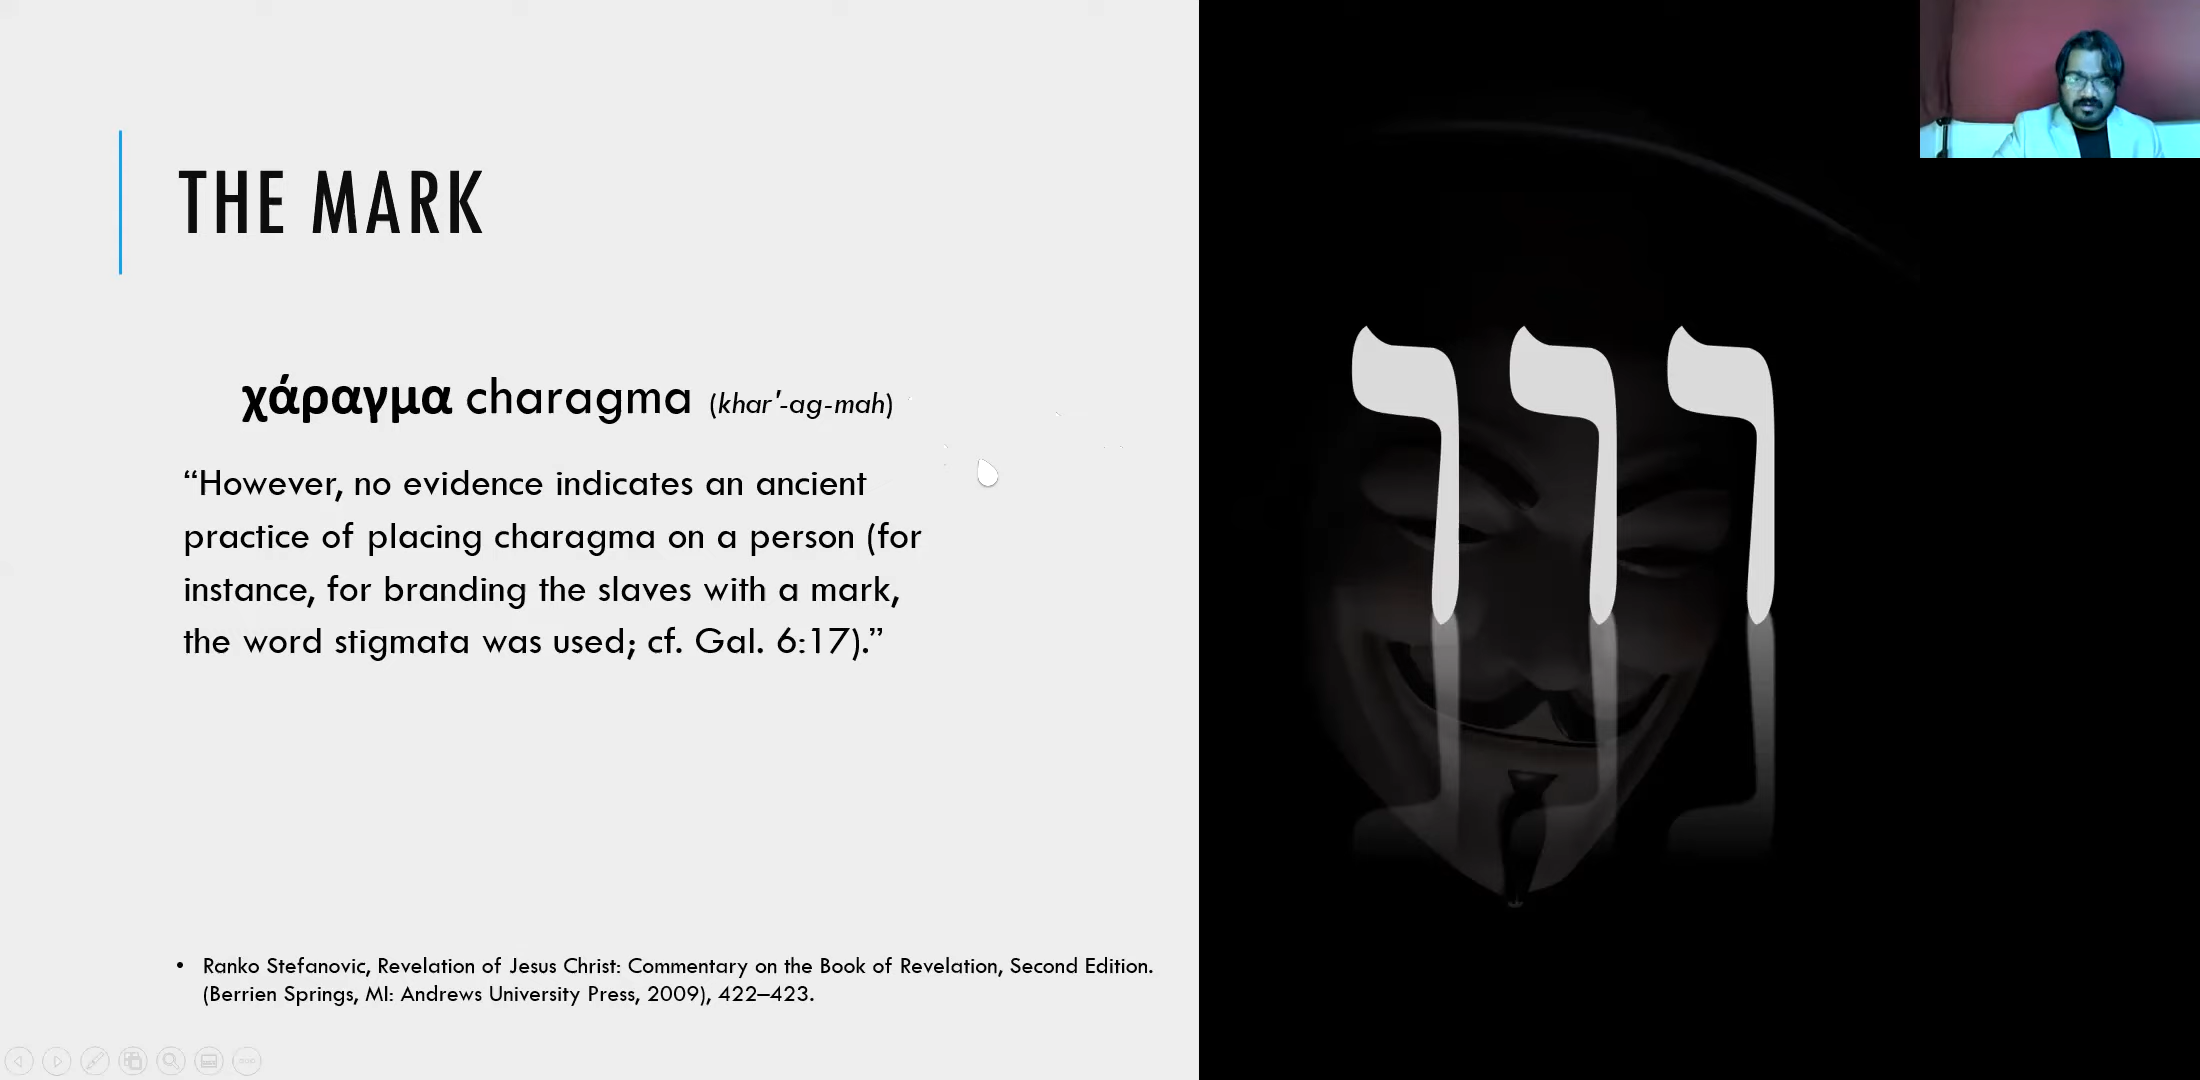 THE MARK
χάραγμα charagma (khar'-ag-mah)
“However, no evidence indicates an ancient
practice of placing charagma on a person (for
instance, for branding the slaves with a mark,
the word stigmata was used; cf. Gal. 6:17).”
• Ranko Stefanovic, Revelation of Jesus Christ: Commentary on the Book of Revelation, Second Edition.
(Berrien Springs, MI: Andrews University Press, 2009), 422–423.
ווו